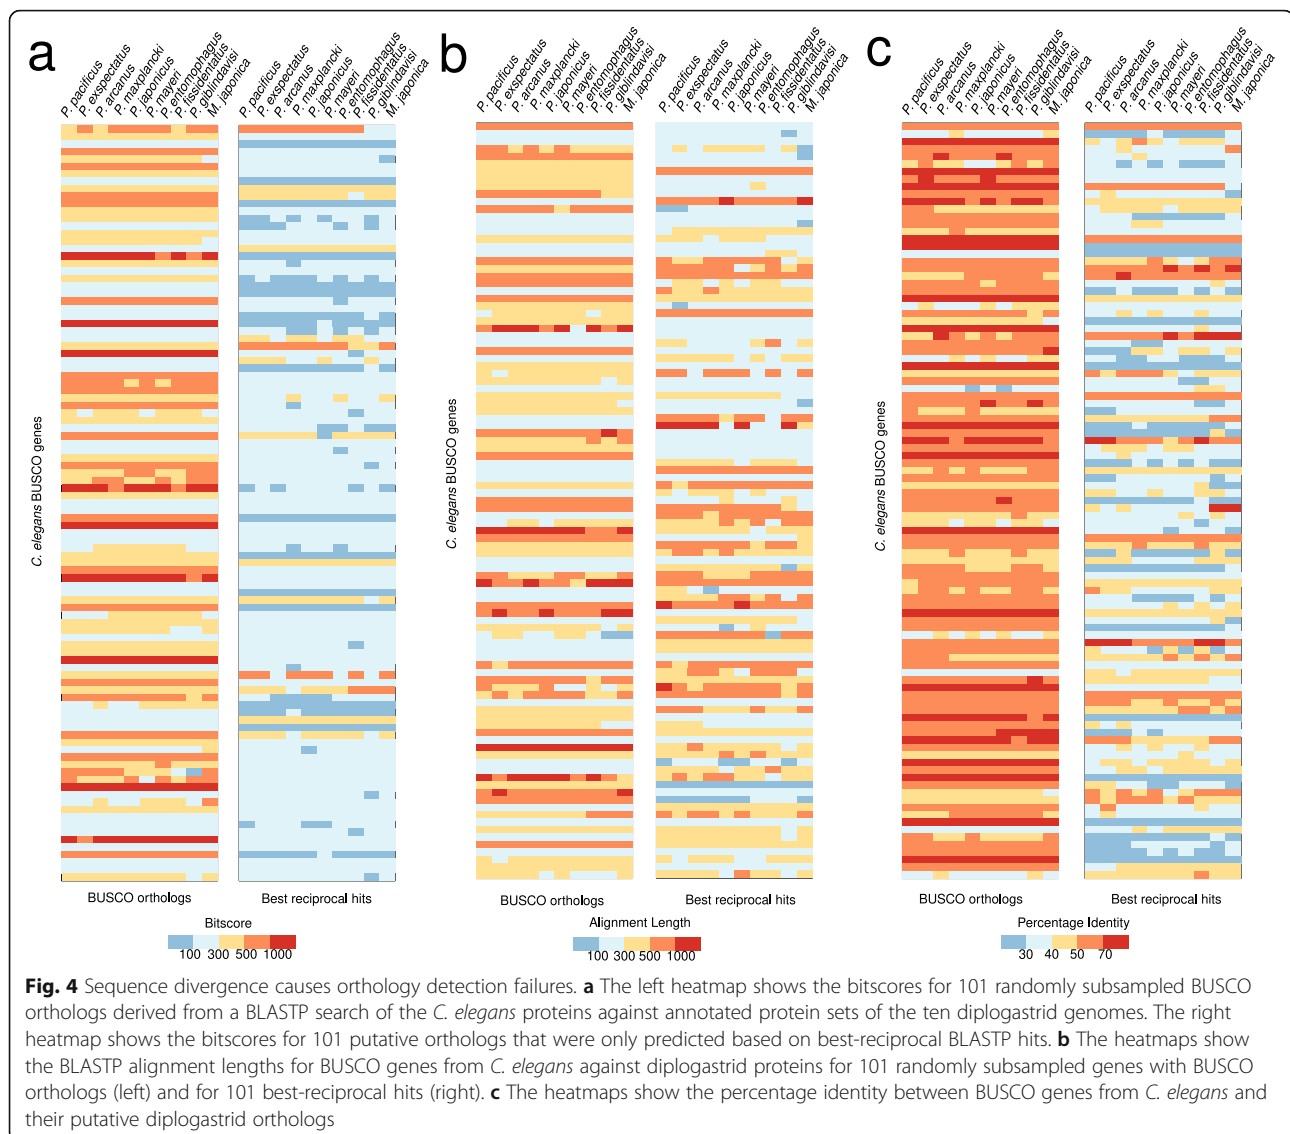 a
P. pacificus
P. exspectatus
P. arcanus
P. maxplancki
P. japonicus
P. mayeri
P. entomophagus
P. fissidentatus
P. giblindavisi
M. japonica
P. pacificus
P. exspectatus
P. arcanus
P. maxplancki
P. japonicus
P. mayeri
P. entomophagus
P. fissidentatus
P. giblindavisi
M. japonica
C. elegans BUSCO genes
BUSCO orthologs
Best reciprocal hits
Bitscore
100 300 500 1000
b
P. pacificus
P. exspectatus
P. arcanus
P. maxplancki
P. japonicus
P. mayeri
P. entomophagus
P. fissidentatus
P. giblindavisi
M. japonica
P. pacificus
P. exspectatus
P. arcanus
P. maxplancki
P. japonicus
P. mayeri
P. entomophagus
P. fissidentatus
P. giblindavisi
M. japonica
C. elegans BUSCO genes
BUSCO orthologs
Best reciprocal hits
Alignment Length
100 300 500 1000
c
P. pacificus
P. exspectatus
P. arcanus
P. maxplancki
P. japonicus
P. mayeri
P. entomophagus
P. fissidentatus
P. giblindavisi
M. japonica
P. pacificus
P. exspectatus
P. arcanus
P. maxplancki
P. japonicus
P. mayeri
P. entomophagus
P. fissidentatus
P. giblindavisi
M. japonica
C. elegans BUSCO genes
BUSCO orthologs
Best reciprocal hits
Percentage Identity
30 40 50 70
Fig. 4 Sequence divergence causes orthology detection failures. a The left heatmap shows the bitscores for 101 randomly subsampled BUSCO
orthologs derived from a BLASTP search of the C. elegans proteins against annotated protein sets of the ten diplogastrid genomes. The right
heatmap shows the bitscores for 101 putative orthologs that were only predicted based on best-reciprocal BLASTP hits. b The heatmaps show
the BLASTP alignment lengths for BUSCO genes from C. elegans against diplogastrid proteins for 101 randomly subsampled genes with BUSCO
orthologs (left) and for 101 best-reciprocal hits (right). c The heatmaps show the percentage identity between BUSCO genes from C. elegans and
their putative diplogastrid orthologs